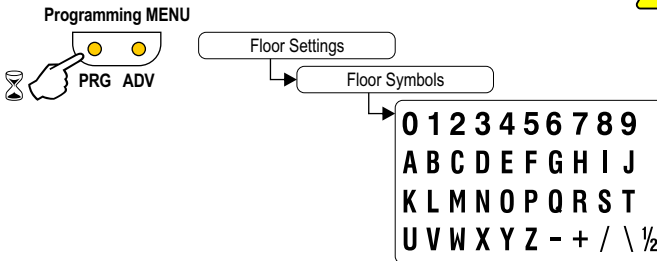 Programming MENU
PRG ADV
Floor Settings
Floor Symbols
0 1 2 3 4 5 6 7 8 9
A B C D E F G H I J
K L M N O P Q R S T
U V W X Y Z - + / \ ½